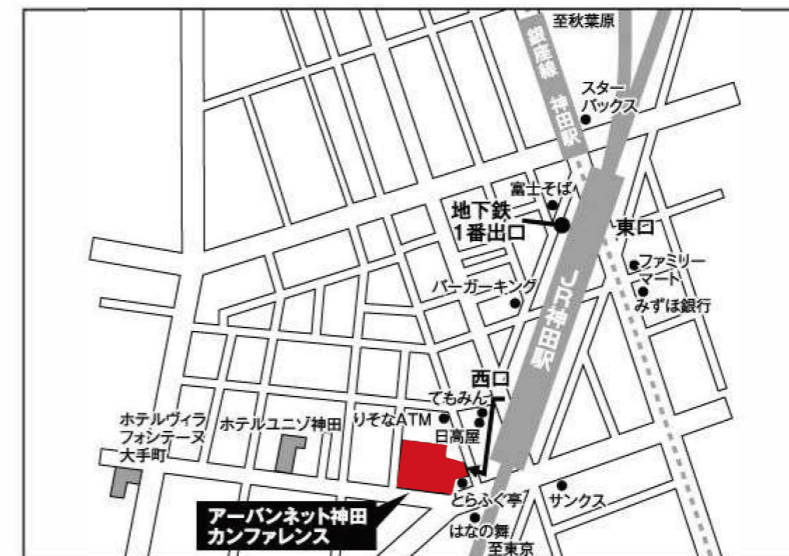 至秋葉原
銀座線 神田駅
スター
バックス
富士そば
地下鉄
1番出口
東口
ファミリー
マート
みずほ銀行
バーガーキング
JR神田駅
西口
てもみん
りそなATM
日高屋
ホテルヴィラ
フォンテーヌ
大手町
ホテルユニゾ神田
とらふぐ亭
サンクス
はなの舞
至東京
アーバンネット神田
カンファレンス